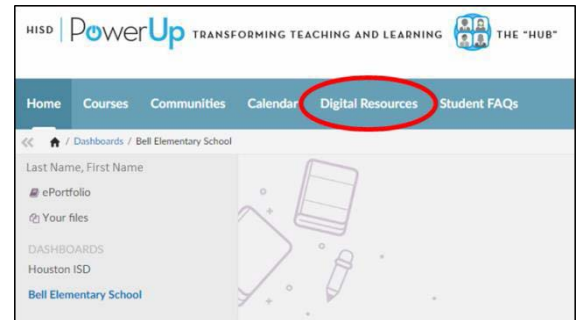 HISD | PowerUp TRANSFORMING TEACHING AND LEARNING THE "HUB"
Home Courses Communities Calendar Digital Resources Student FAQs
/ Dashboards / Bell Elementary School
Last Name, First Name
ePortfolio
Your files
DASHBOARDS
Houston ISD
Bell Elementary School